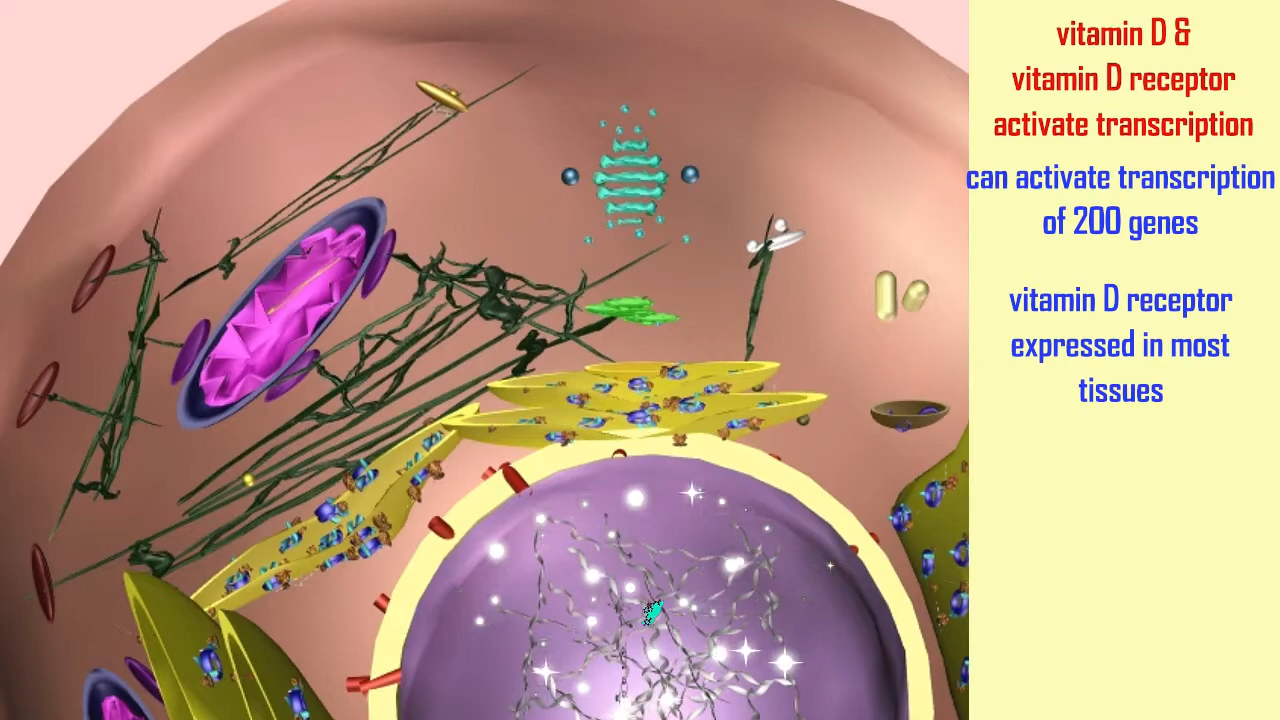 vitamin D &
vitamin D receptor
activate transcription
can activate transcription
of 200 genes
vitamin D receptor
expressed in most
tissues